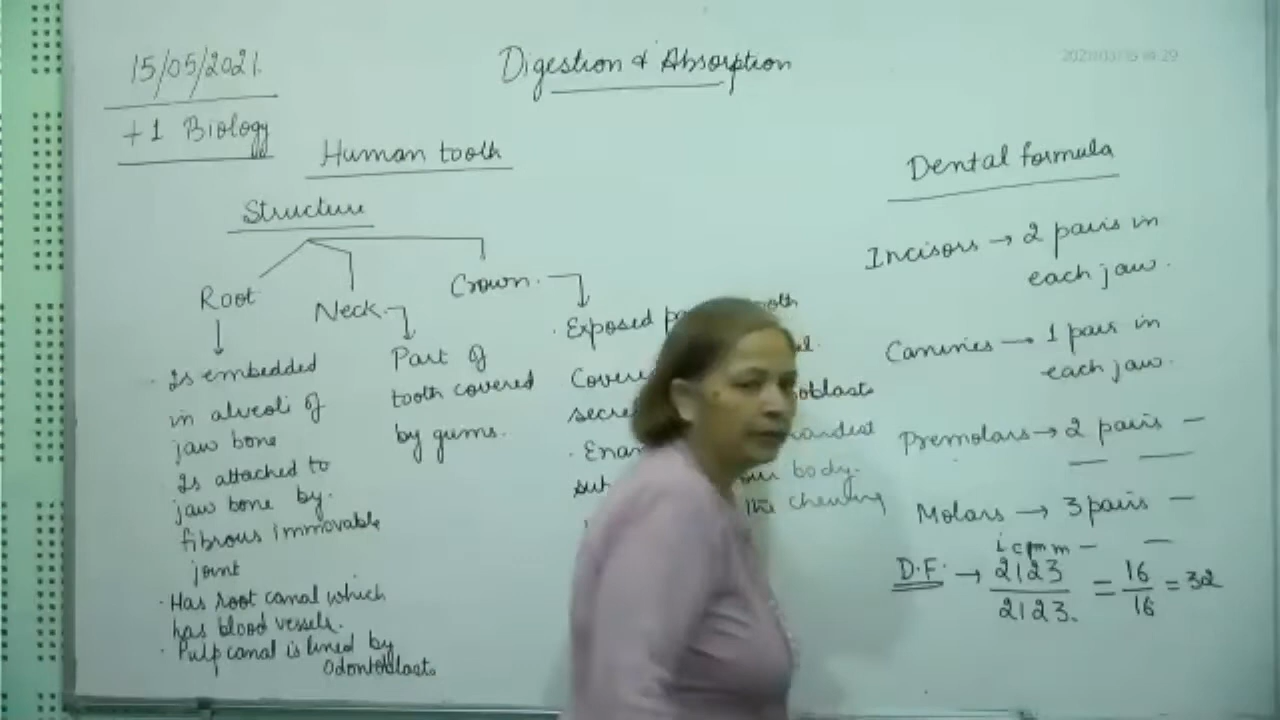 15/05/2021.
+1 Biology
Digestion & Absorption
Human tooth
Structure
Root
Neck
Crown.
Is embedded
in alveoli of
jaw bone
Is attached to
jaw bone by.
fibrous immovable
joint
· Has root canal which
has blood vessels.
· Pulp canal is lined by
Odontoblasts
Part of
tooth covered
by gums.
· Exposed
body.
the chewing
Dental formula
Incisors → 2 pairs in
each jaw.
Canines → 1 pair in
each jaw.
Premolars → 2 pairs —
— —
Molars → 3 pairs —
— —
i c pm m
D.F. → 2123/2123. = 16/16 = 32